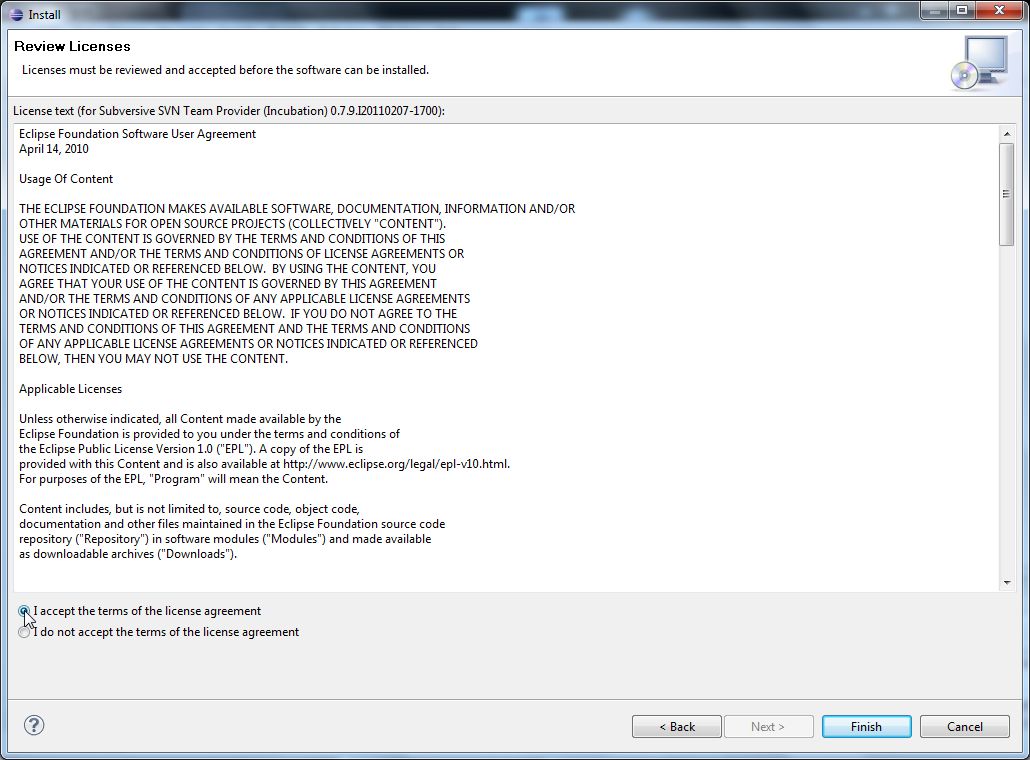 Install
Review Licenses
Licenses must be reviewed and accepted before the software can be installed.
License text (for Subversive SVN Team Provider (Incubation) 0.7.9.I20110207-1700):
Eclipse Foundation Software User Agreement
April 14, 2010
Usage Of Content
THE ECLIPSE FOUNDATION MAKES AVAILABLE SOFTWARE, DOCUMENTATION, INFORMATION AND/OR
OTHER MATERIALS FOR OPEN SOURCE PROJECTS (COLLECTIVELY "CONTENT").
USE OF THE CONTENT IS GOVERNED BY THE TERMS AND CONDITIONS OF THIS
AGREEMENT AND/OR THE TERMS AND CONDITIONS OF LICENSE AGREEMENTS OR
NOTICES INDICATED OR REFERENCED BELOW.  BY USING THE CONTENT, YOU
AGREE THAT YOUR USE OF THE CONTENT IS GOVERNED BY THIS AGREEMENT
AND/OR THE TERMS AND CONDITIONS OF ANY APPLICABLE LICENSE AGREEMENTS
OR NOTICES INDICATED OR REFERENCED BELOW.  IF YOU DO NOT AGREE TO THE
TERMS AND CONDITIONS OF THIS AGREEMENT AND THE TERMS AND CONDITIONS
OF ANY APPLICABLE LICENSE AGREEMENTS OR NOTICES INDICATED OR REFERENCED
BELOW, THEN YOU MAY NOT USE THE CONTENT.
Applicable Licenses
Unless otherwise indicated, all Content made available by the
Eclipse Foundation is provided to you under the terms and conditions of
the Eclipse Public License Version 1.0 ("EPL"). A copy of the EPL is
provided with this Content and is also available at http://www.eclipse.org/legal/epl-v10.html.
For purposes of the EPL, "Program" will mean the Content.
Content includes, but is not limited to, source code, object code,
documentation and other files maintained in the Eclipse Foundation source code
repository ("Repository") in software modules ("Modules") and made available
as downloadable archives ("Downloads").
I accept the terms of the license agreement
I do not accept the terms of the license agreement
? < Back Next > Finish Cancel